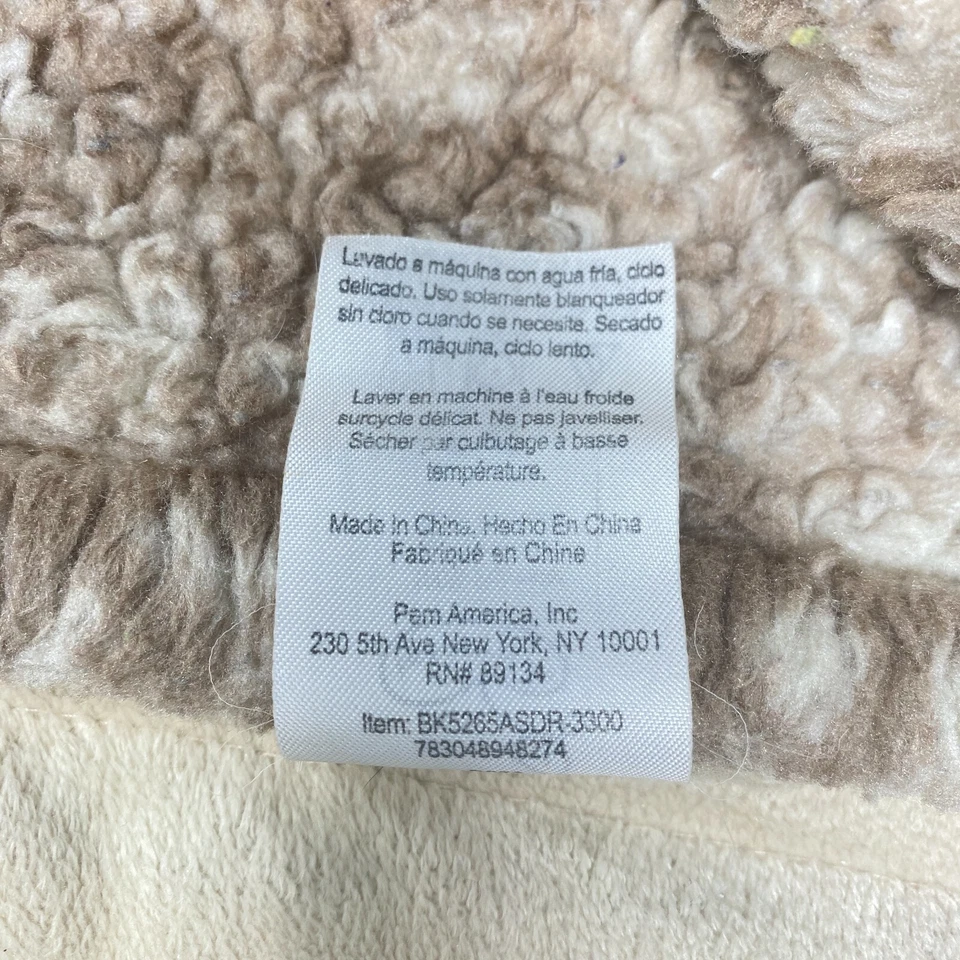 Lavado a máquina con agua fría, ciclo
delicado. Uso solamente blanqueador
sin cloro cuando se necesite. Secado
a máquina, ciclo lento.
Laver en machine à l'eau froide
surcycle délicat. Ne pas javelliser.
Sécher par culbutage à basse
température.
Made in China. Hecho En China
Fabriqué en Chine
Pem America, Inc
230 5th Ave New York, NY 10001
RN# 89134
Item: BK5265ASDR-3300
783048948274